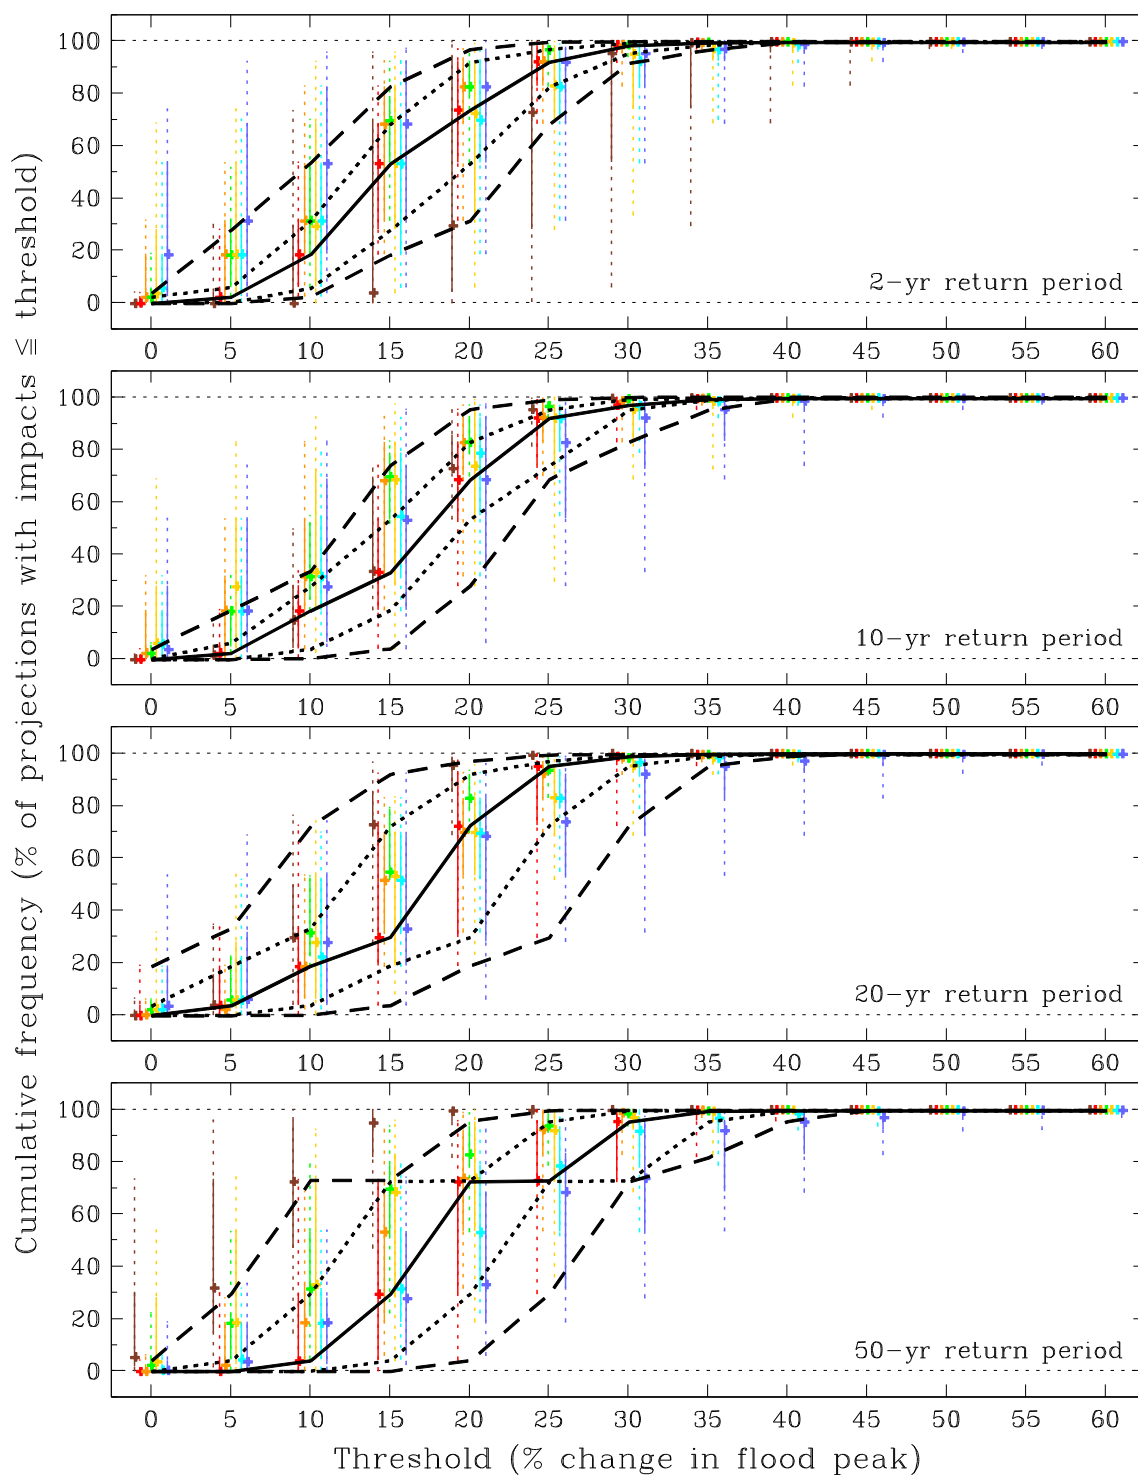 Cumulative frequency (% of projections with impacts ≦ threshold)
100
80
60
40
20
0
2-yr return period
0 5 10 15 20 25 30 35 40 45 50 55 60
100
80
60
40
20
0
10-yr return period
0 5 10 15 20 25 30 35 40 45 50 55 60
100
80
60
40
20
0
20-yr return period
0 5 10 15 20 25 30 35 40 45 50 55 60
100
80
60
40
20
0
50-yr return period
0 5 10 15 20 25 30 35 40 45 50 55 60
Threshold (% change in flood peak)